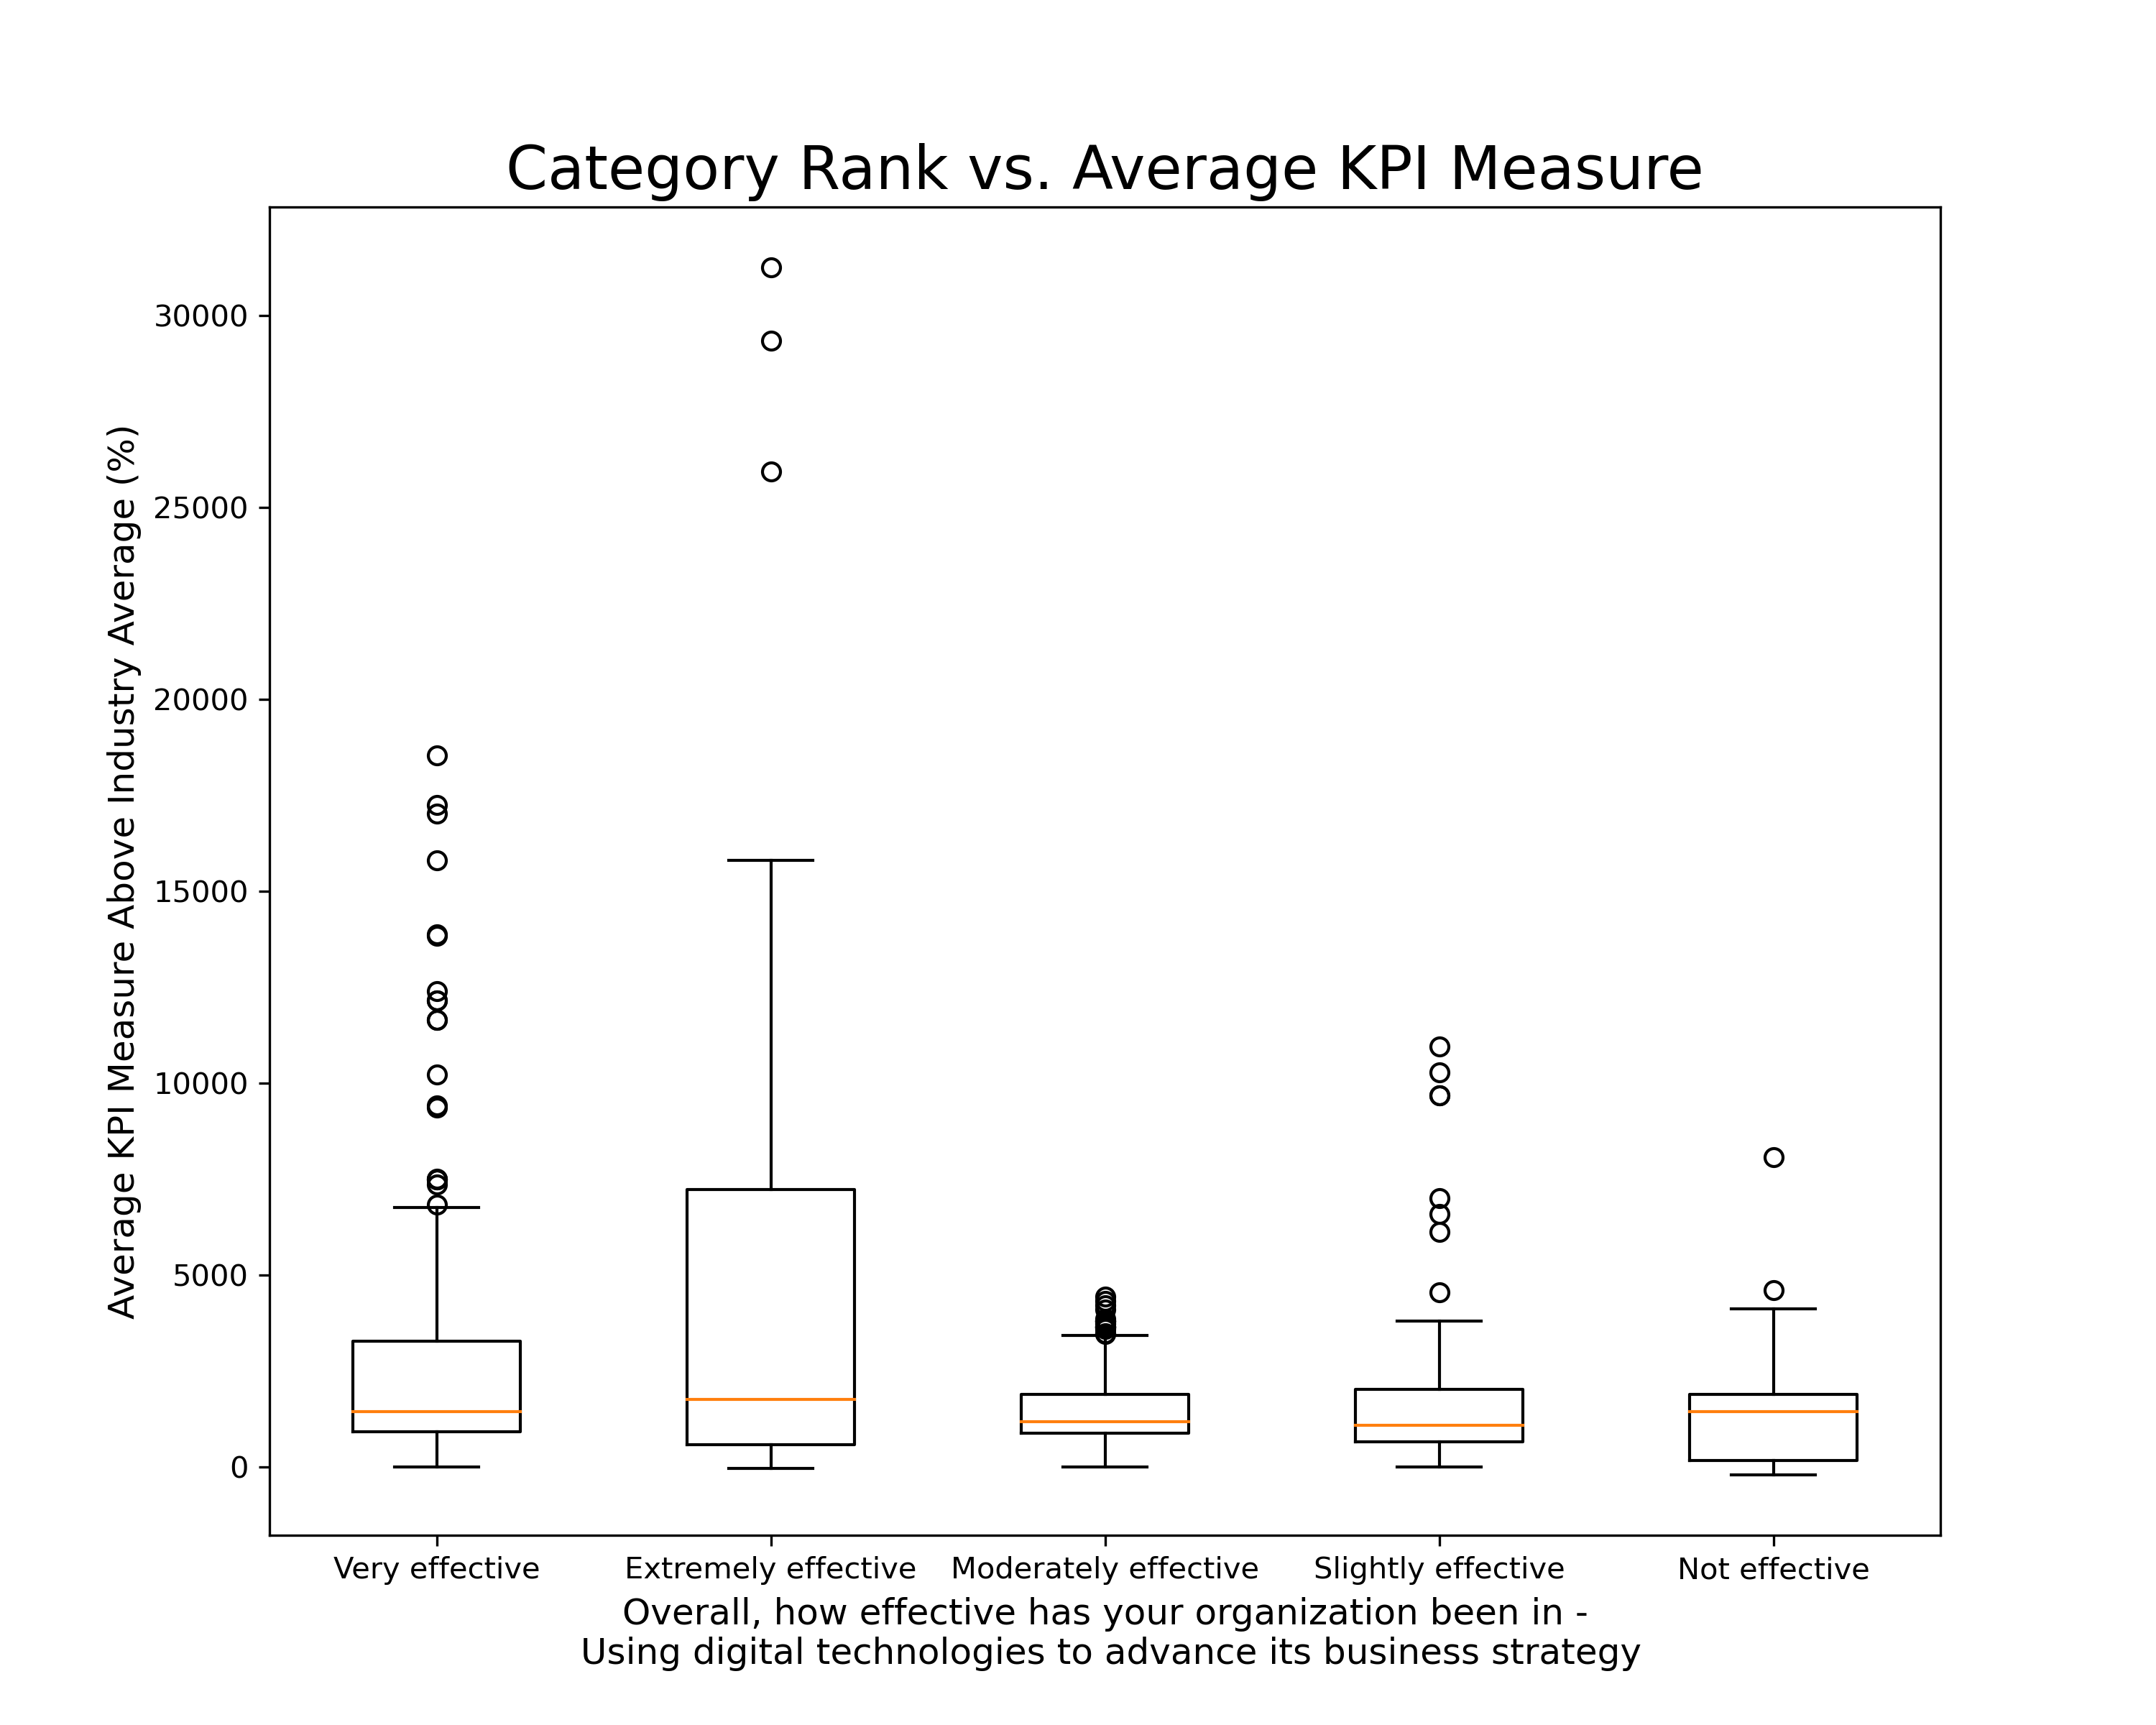 Category Rank vs. Average KPI Measure
Average KPI Measure Above Industry Average (%)
30000
25000
20000
15000
10000
5000
0
Very effective
Extremely effective
Moderately effective
Slightly effective
Not effective
Overall, how effective has your organization been in -
Using digital technologies to advance its business strategy